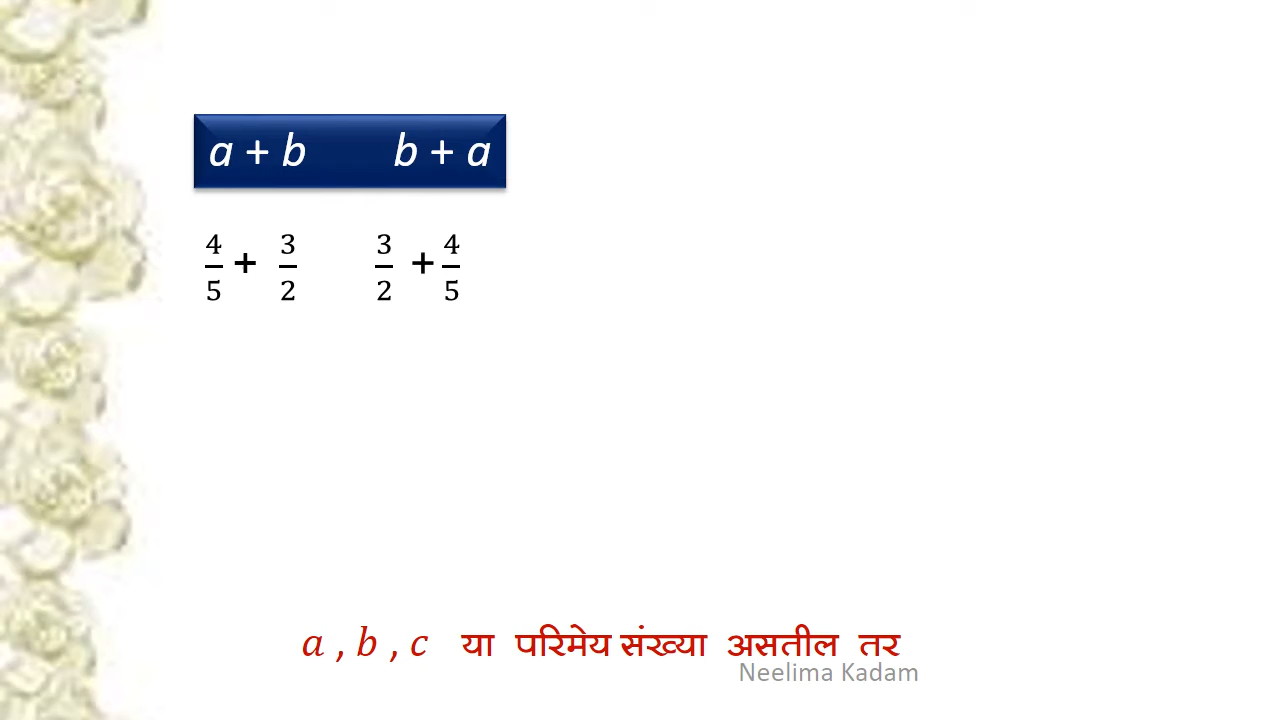 a + b b + a
4/5 + 3/2 3/2 + 4/5
a , b , c या परिमेय संख्या असतील तर
Neelima Kadam